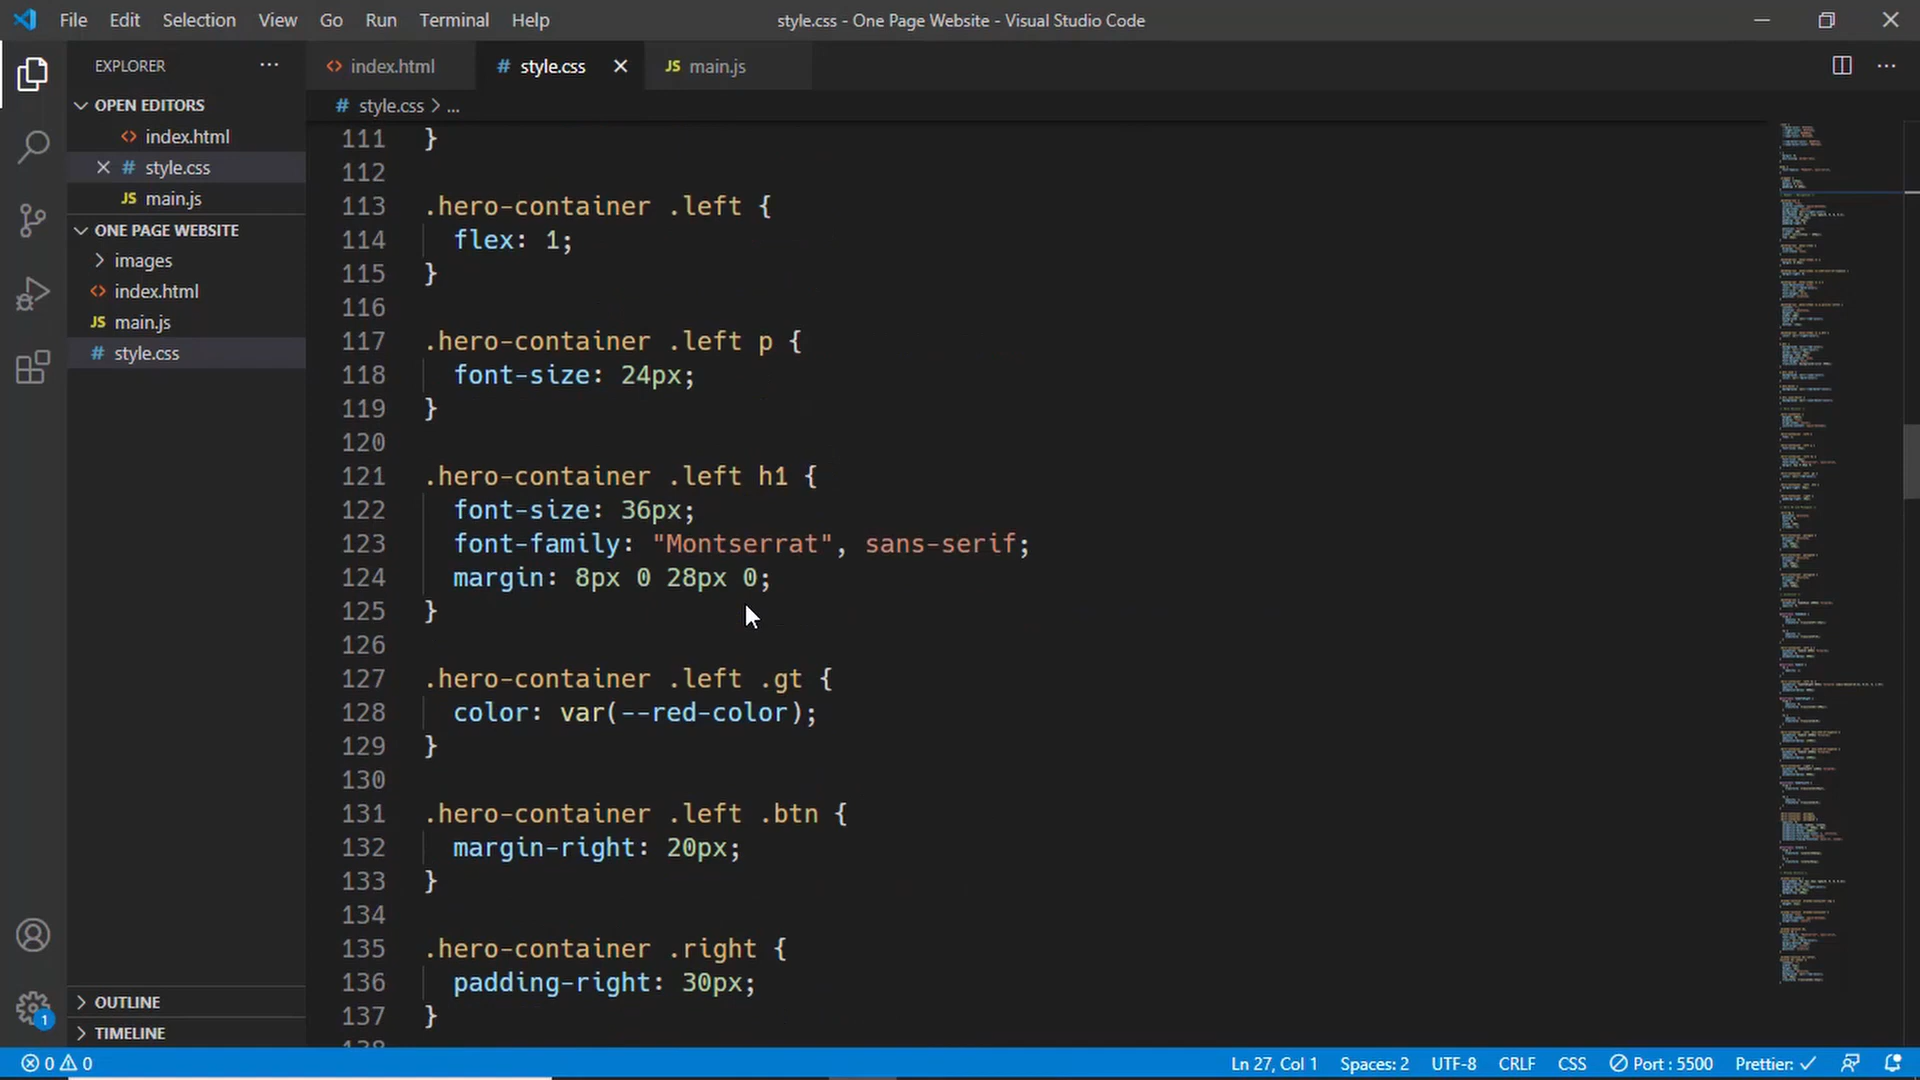 File Edit Selection View Go Run Terminal Help
style.css - One Page Website - Visual Studio Code
EXPLORER
OPEN EDITORS
index.html
style.css
JS main.js
ONE PAGE WEBSITE
images
index.html
JS main.js
# style.css
OUTLINE
TIMELINE
index.html
# style.css
JS main.js
# style.css > ...
111 }
112
113 .hero-container .left {
114 flex: 1;
115 }
116
117 .hero-container .left p {
118 font-size: 24px;
119 }
120
121 .hero-container .left h1 {
122 font-size: 36px;
123 font-family: "Montserrat", sans-serif;
124 margin: 8px 0 28px 0;
125 }
126
127 .hero-container .left .gt {
128 color: var(--red-color);
129 }
130
131 .hero-container .left .btn {
132 margin-right: 20px;
133 }
134
135 .hero-container .right {
136 padding-right: 30px;
137 }
138
1
0 0
Ln 27, Col 1 Spaces: 2 UTF-8 CRLF CSS Port : 5500 Prettier: ✓